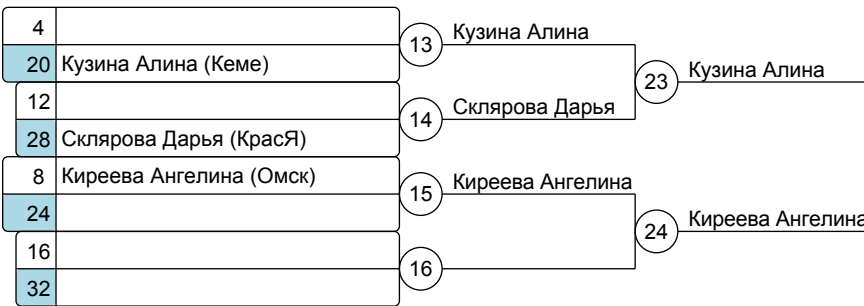 4
13 Кузина Алина
20 Кузина Алина (Кеме)
23 Кузина Алина
12
14 Склярова Дарья
28 Склярова Дарья (КрасЯ)
8 Киреева Ангелина (Омск)
15 Киреева Ангелина
24
24 Киреева Ангелина
16
16
32